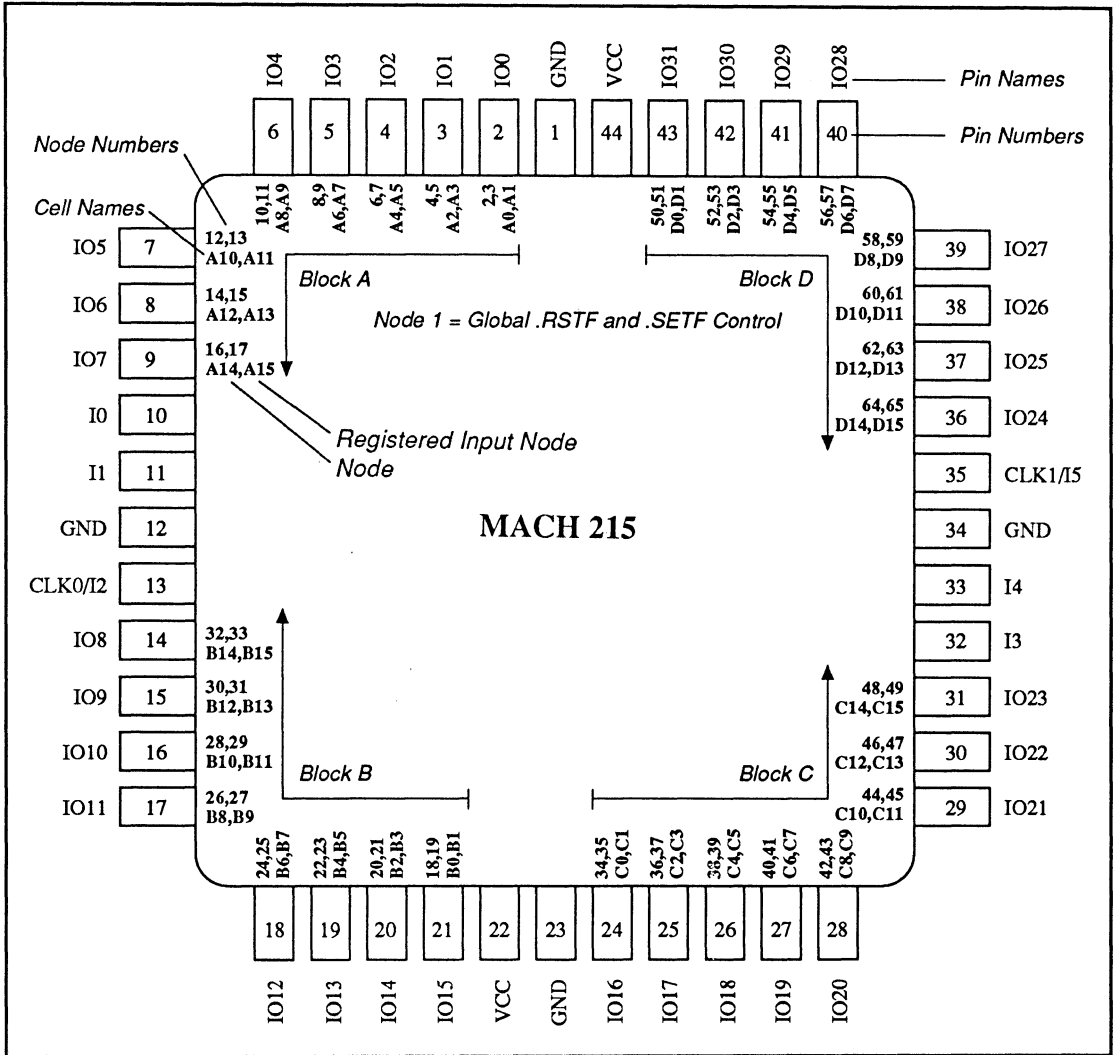 IO4 IO3 IO2 IO1 IO0 GND VCC IO31 IO30 IO29 IO28 Pin Names
6 5 4 3 2 1 44 43 42 41 40 Pin Numbers
Node Numbers
Cell Names
10,11 8,9 6,7 4,5 2,3 50,51 52,53 54,55 56,57
A8,A9 A6,A7 A4,A5 A2,A3 A0,A1 D0,D1 D2,D3 D4,D5 D6,D7
12,13 58,59
IO5 7 A10,A11 D8,D9 39 IO27
Block A Block D
14,15 60,61
IO6 8 A12,A13 D10,D11 38 IO26
Node 1 = Global .RSTF and .SETF Control
16,17 62,63
IO7 9 A14,A15 D12,D13 37 IO25
64,65
I0 10 D14,D15 36 IO24
Registered Input Node
Node
I1 11 35 CLK1/I5
GND 12 MACH 215 34 GND
CLK0/I2 13 33 I4
32,33
IO8 14 B14,B15 32 I3
30,31 48,49
IO9 15 B12,B13 C14,C15 31 IO23
28,29 46,47
IO10 16 B10,B11 C12,C13 30 IO22
Block B Block C
26,27 44,45
IO11 17 B8,B9 C10,C11 29 IO21
24,25 22,23 20,21 18,19 34,35 36,37 38,39 40,41 42,43
B6,B7 B4,B5 B2,B3 B0,B1 C0,C1 C2,C3 C4,C5 C6,C7 C8,C9
18 19 20 21 22 23 24 25 26 27 28
IO12 IO13 IO14 IO15 VCC GND IO16 IO17 IO18 IO19 IO20